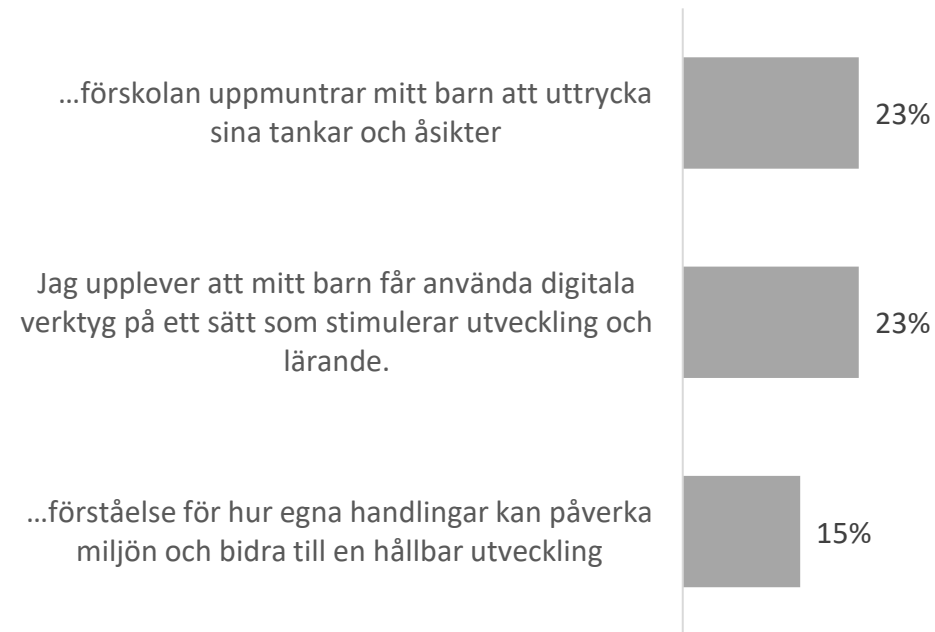 …förskolan uppmuntrar mitt barn att uttrycka
sina tankar och åsikter
23%
Jag upplever att mitt barn får använda digitala
verktyg på ett sätt som stimulerar utveckling och
lärande.
23%
…förståelse för hur egna handlingar kan påverka
miljön och bidra till en hållbar utveckling
15%